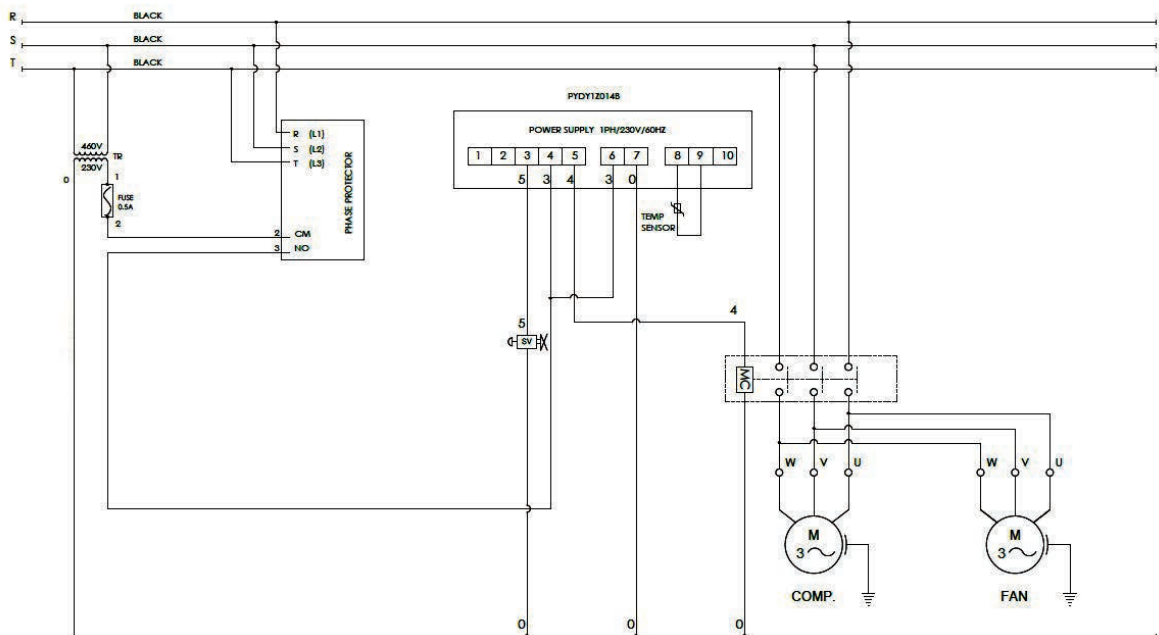 R BLACK
S BLACK
T BLACK
PYDY1Z014B
POWER SUPPLY 1PH/230V/60HZ
1 2 3 4 5 6 7 8 9 10
5 3 4 3 0
460V
TR
230V
0
1
FUSE
0.5A
2
R (L1)
S (L2)
T (L3)
PHASE PROTECTOR
2 CM
3 NO
TEMP
SENSOR
5
SV
4
MC
W V U
W V U
M
3
COMP.
M
3
FAN
0 0 0